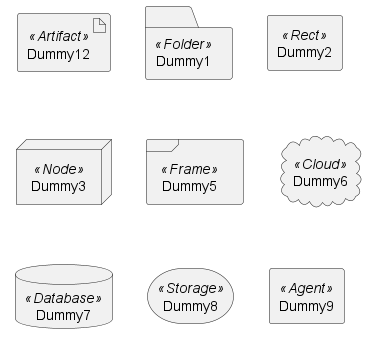 «Artifact»
Dummy12
«Folder»
Dummy1
«Rect»
Dummy2
«Node»
Dummy3
«Frame»
Dummy5
«Cloud»
Dummy6
«Database»
Dummy7
«Storage»
Dummy8
«Agent»
Dummy9